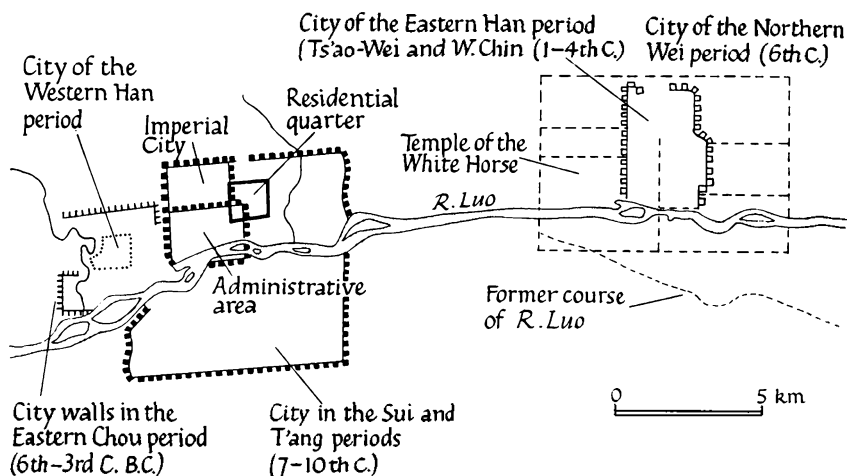 City of the Eastern Han period
(Ts'ao-Wei and W.Chin) (1–4th C.)
City of the Northern
Wei period (6th C.)
City of the
Western Han
period
Imperial
City
Residential
quarter
Temple of the
White Horse
R. Luo
Administrative
area
Former course
of R. Luo
0 5 km
City walls in the
Eastern Chou period
(6th–3rd C. B.C.)
City in the Sui and
T'ang periods
(7–10th C.)